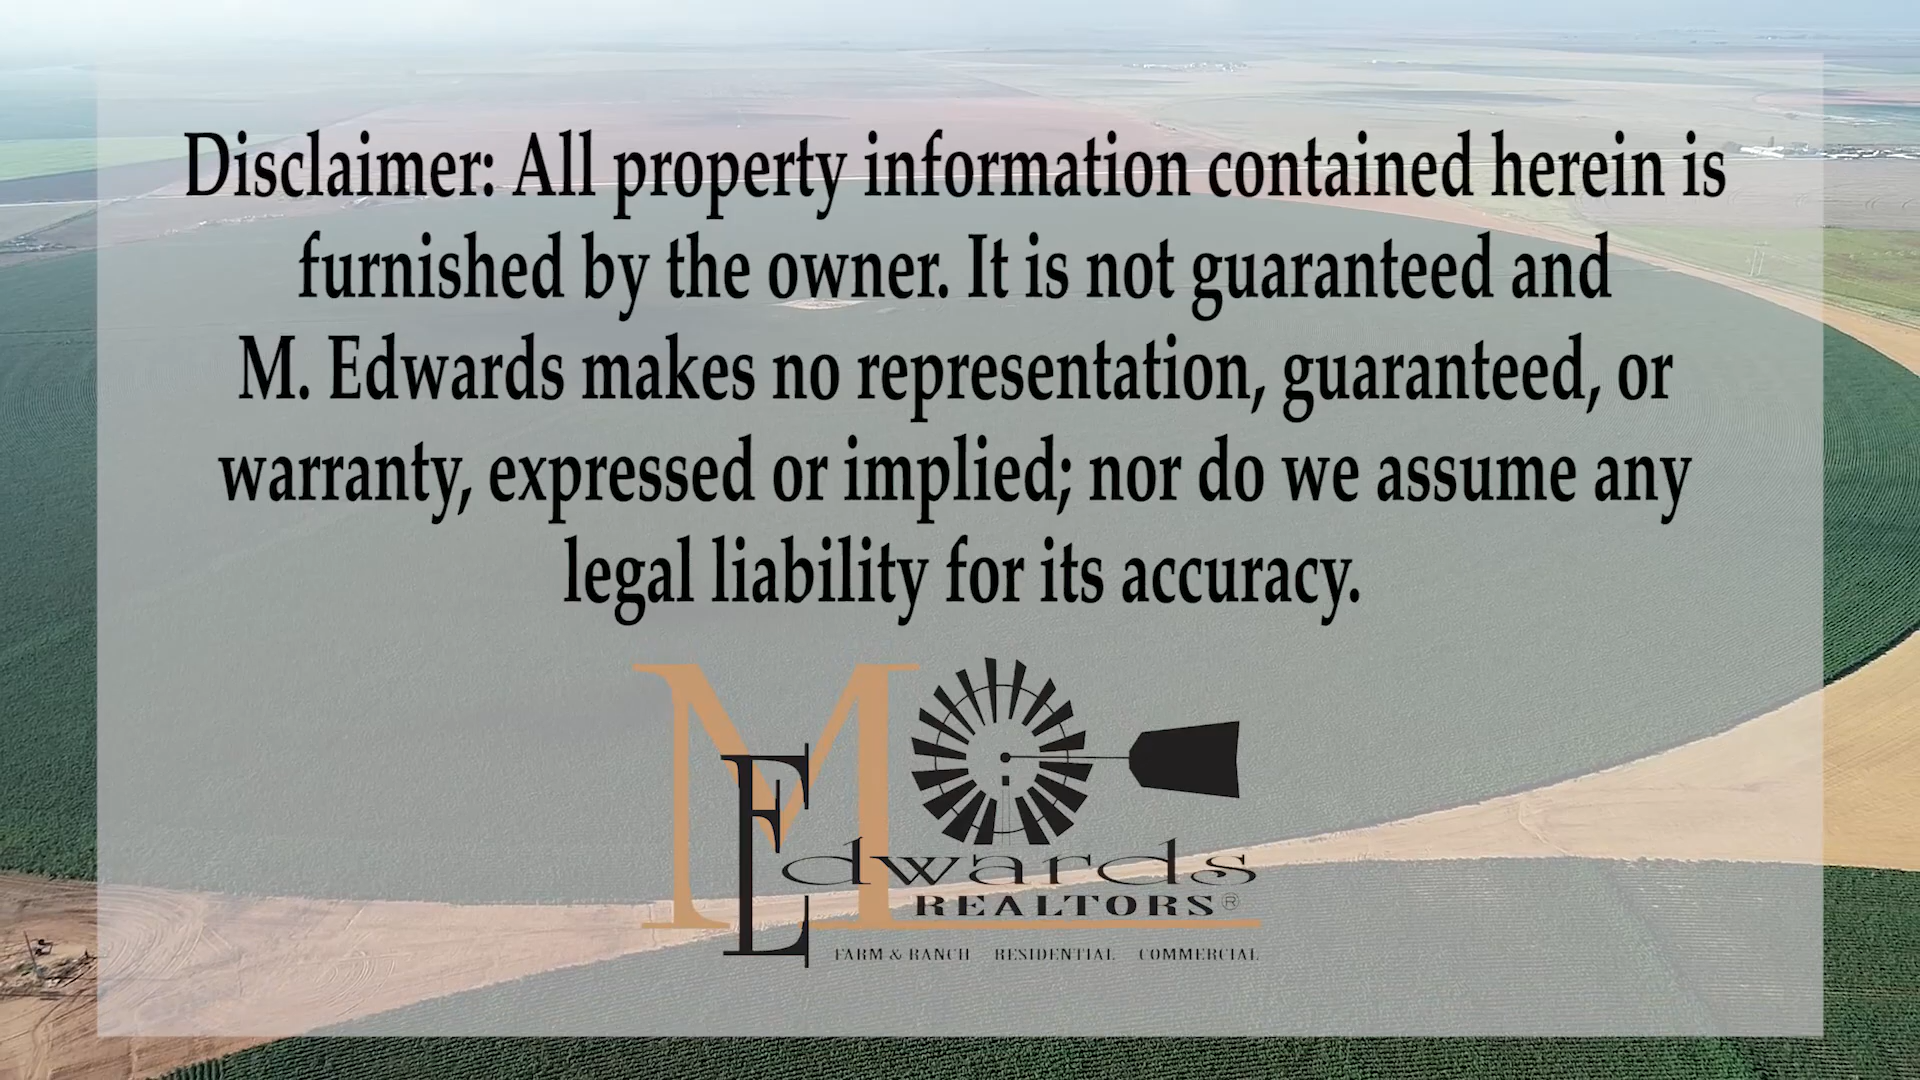 Disclaimer: All property information contained herein is
furnished by the owner. It is not guaranteed and
M. Edwards makes no representation, guaranteed, or
warranty, expressed or implied; nor do we assume any
legal liability for its accuracy.
M
Edwards
REALTORS®
FARM & RANCH RESIDENTIAL COMMERCIAL